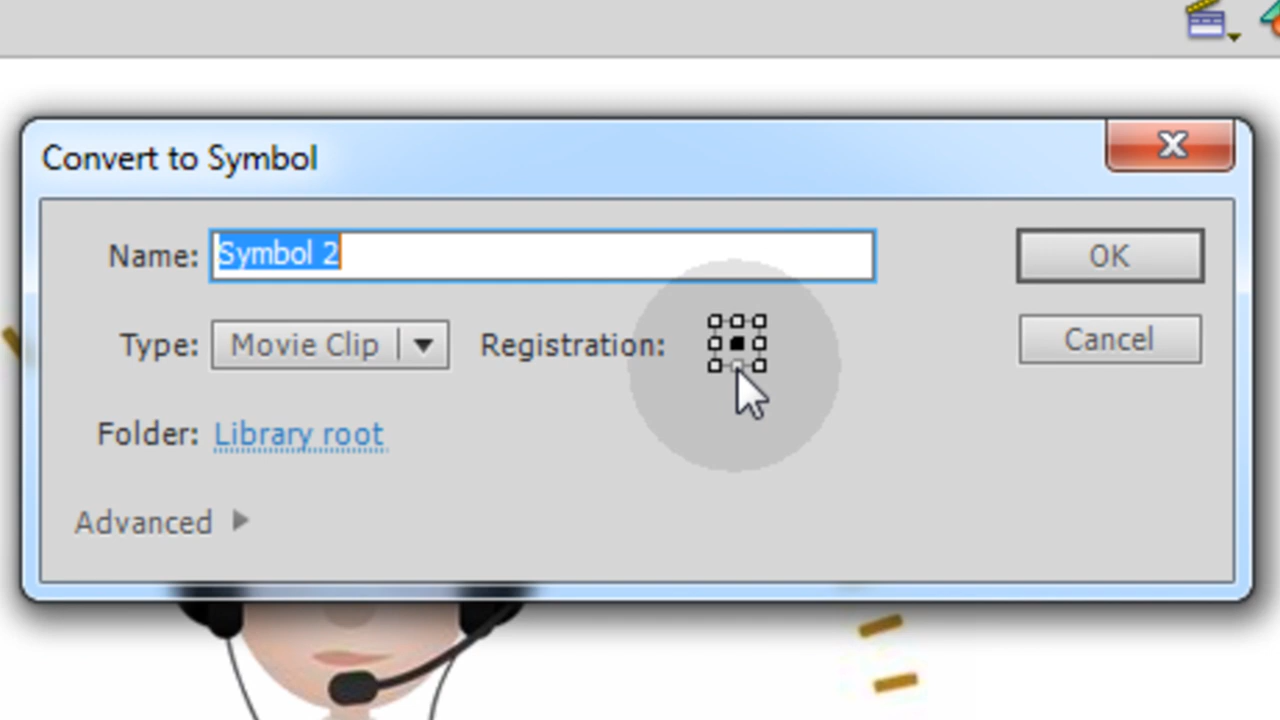 Convert to Symbol
Name: Symbol 2 OK
Type: Movie Clip Registration: Cancel
Folder: Library root
Advanced